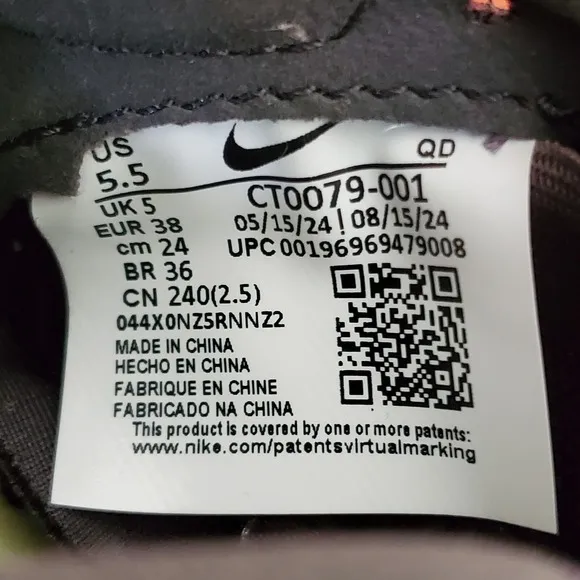 US
5.5
QD
UK 5
CT0079-001
EUR 38
05/15/24 | 08/15/24
cm 24
UPC 00196969479008
BR 36
CN 240(2.5)
044X0NZ5RNNZ2
MADE IN CHINA
HECHO EN CHINA
FABRIQUE EN CHINE
FABRICADO NA CHINA
This product is covered by one or more patents:
www.nike.com/patentsvirtualmarking